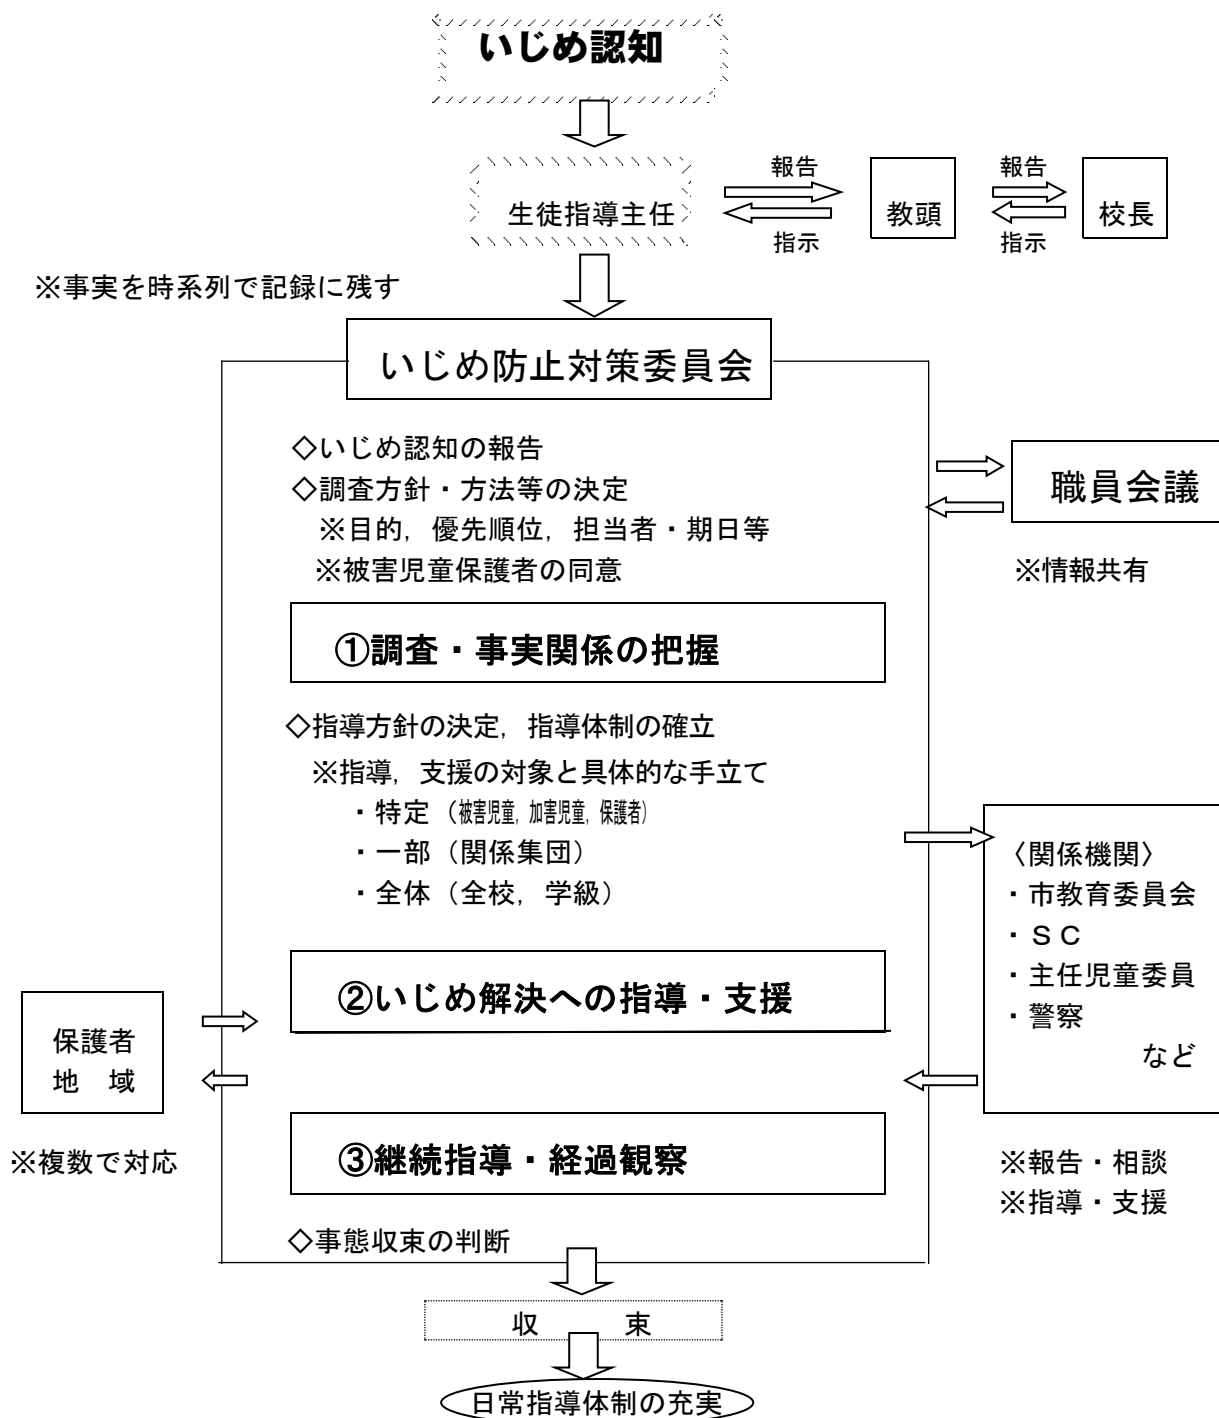 いじめ認知
報告
報告
生徒指導主任
教頭
校長
指示
指示
※事実を時系列で記録に残す
いじめ防止対策委員会
◇いじめ認知の報告
◇調査方針・方法等の決定
※目的，優先順位，担当者・期日等
※被害児童保護者の同意
職員会議
※情報共有
①調査・事実関係の把握
◇指導方針の決定，指導体制の確立
※指導，支援の対象と具体的な手立て
・特定（被害児童，加害児童，保護者）
・一部（関係集団）
・全体（全校，学級）
〈関係機関〉
・市教育委員会
・ＳＣ
・主任児童委員
・警察
など
②いじめ解決への指導・支援
保護者
地　域
※複数で対応
③継続指導・経過観察
※報告・相談
※指導・支援
◇事態収束の判断
収　　　束
日常指導体制の充実